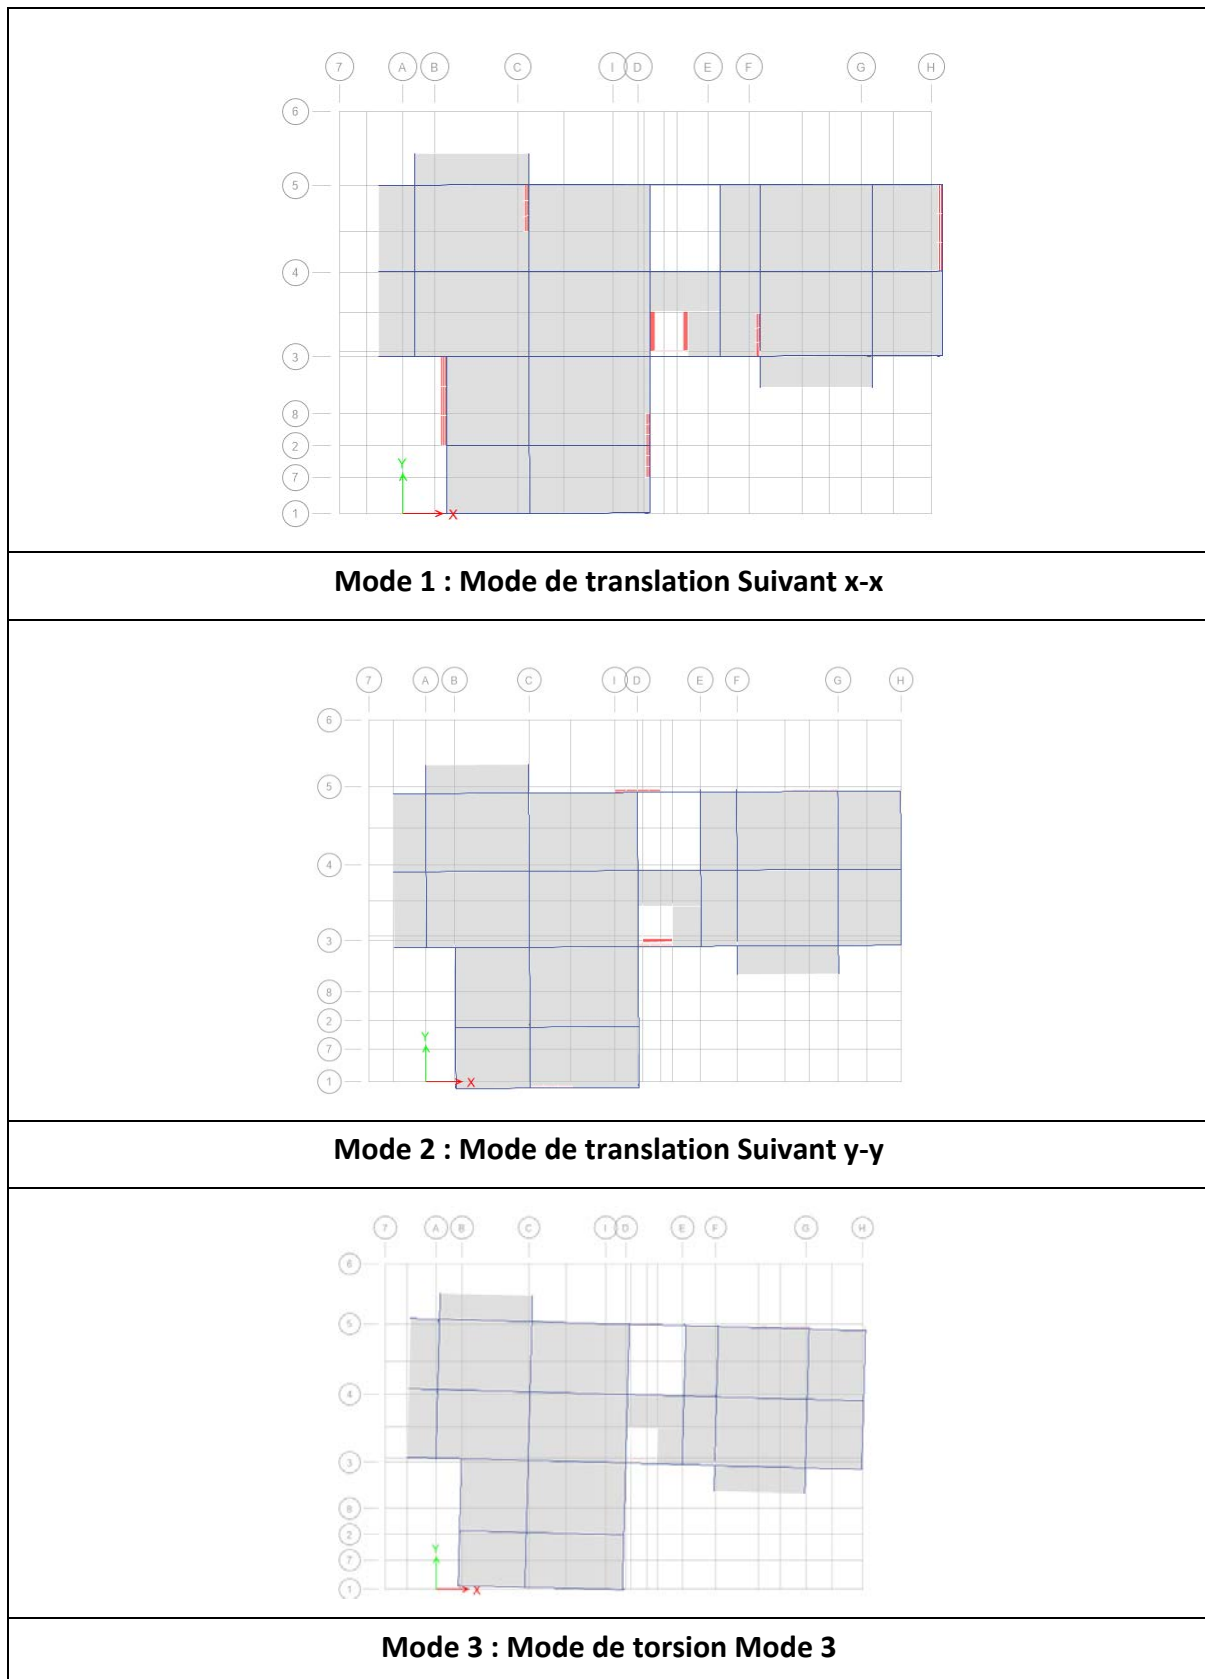 7 A B C I D E F G H
6
5
4
3
8
2
7
1
Y
X
Mode 1 : Mode de translation Suivant x-x
7 A B C I D E F G H
6
5
4
3
8
2
7
1
Y
X
Mode 2 : Mode de translation Suivant y-y
7 A B C I D E F G H
6
5
4
3
8
2
7
1
Y
X
Mode 3 : Mode de torsion Mode 3